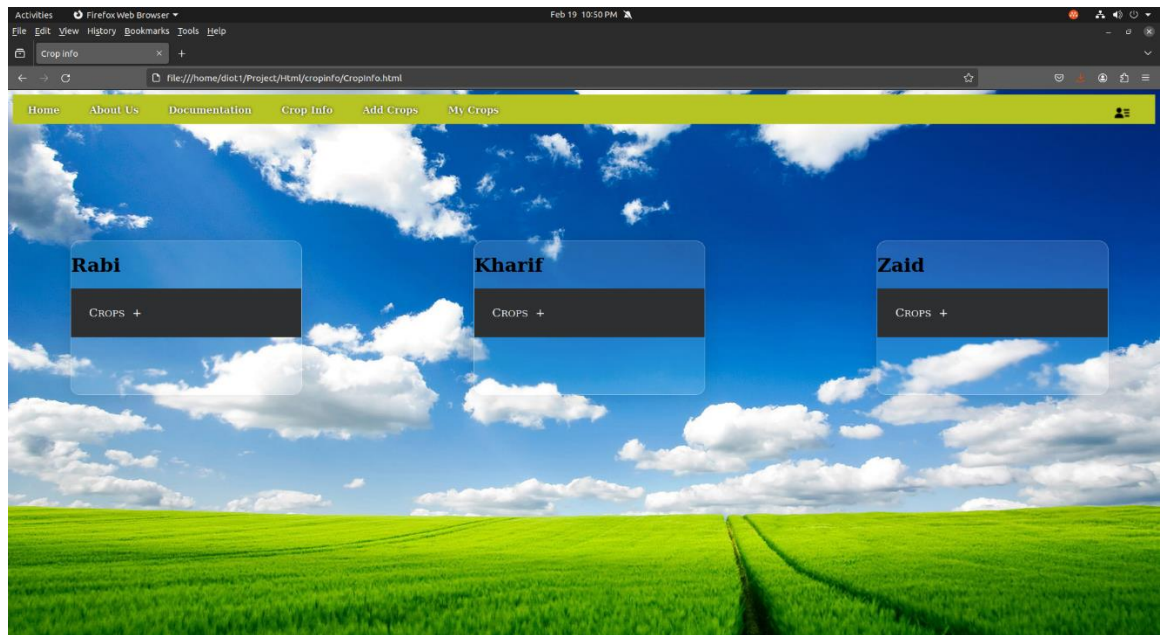 Activities Firefox Web Browser Feb 19 10:50 PM
File Edit View History Bookmarks Tools Help
Crop info × +
file:///home/diot1/Project/Html/cropinfo/CropInfo.html
Home About Us Documentation Crop Info Add Crops My Crops
Rabi Kharif Zaid
CROPS + CROPS + CROPS +